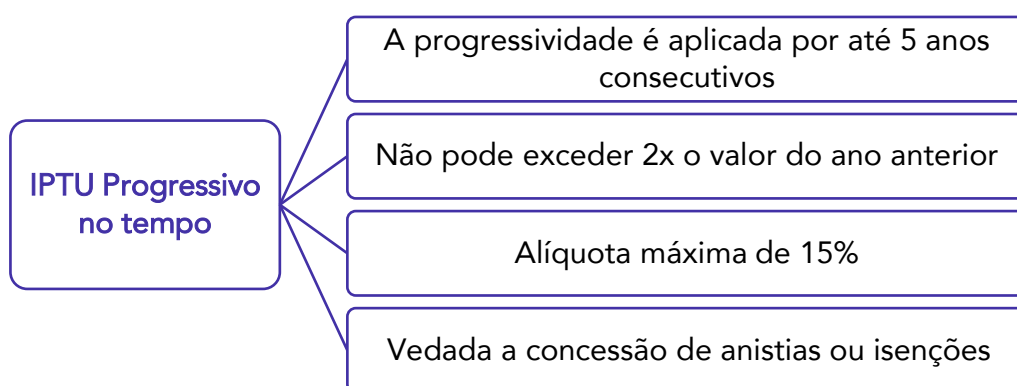 IPTU Progressivo
no tempo
A progressividade é aplicada por até 5 anos
consecutivos
Não pode exceder 2x o valor do ano anterior
Alíquota máxima de 15%
Vedada a concessão de anistias ou isenções